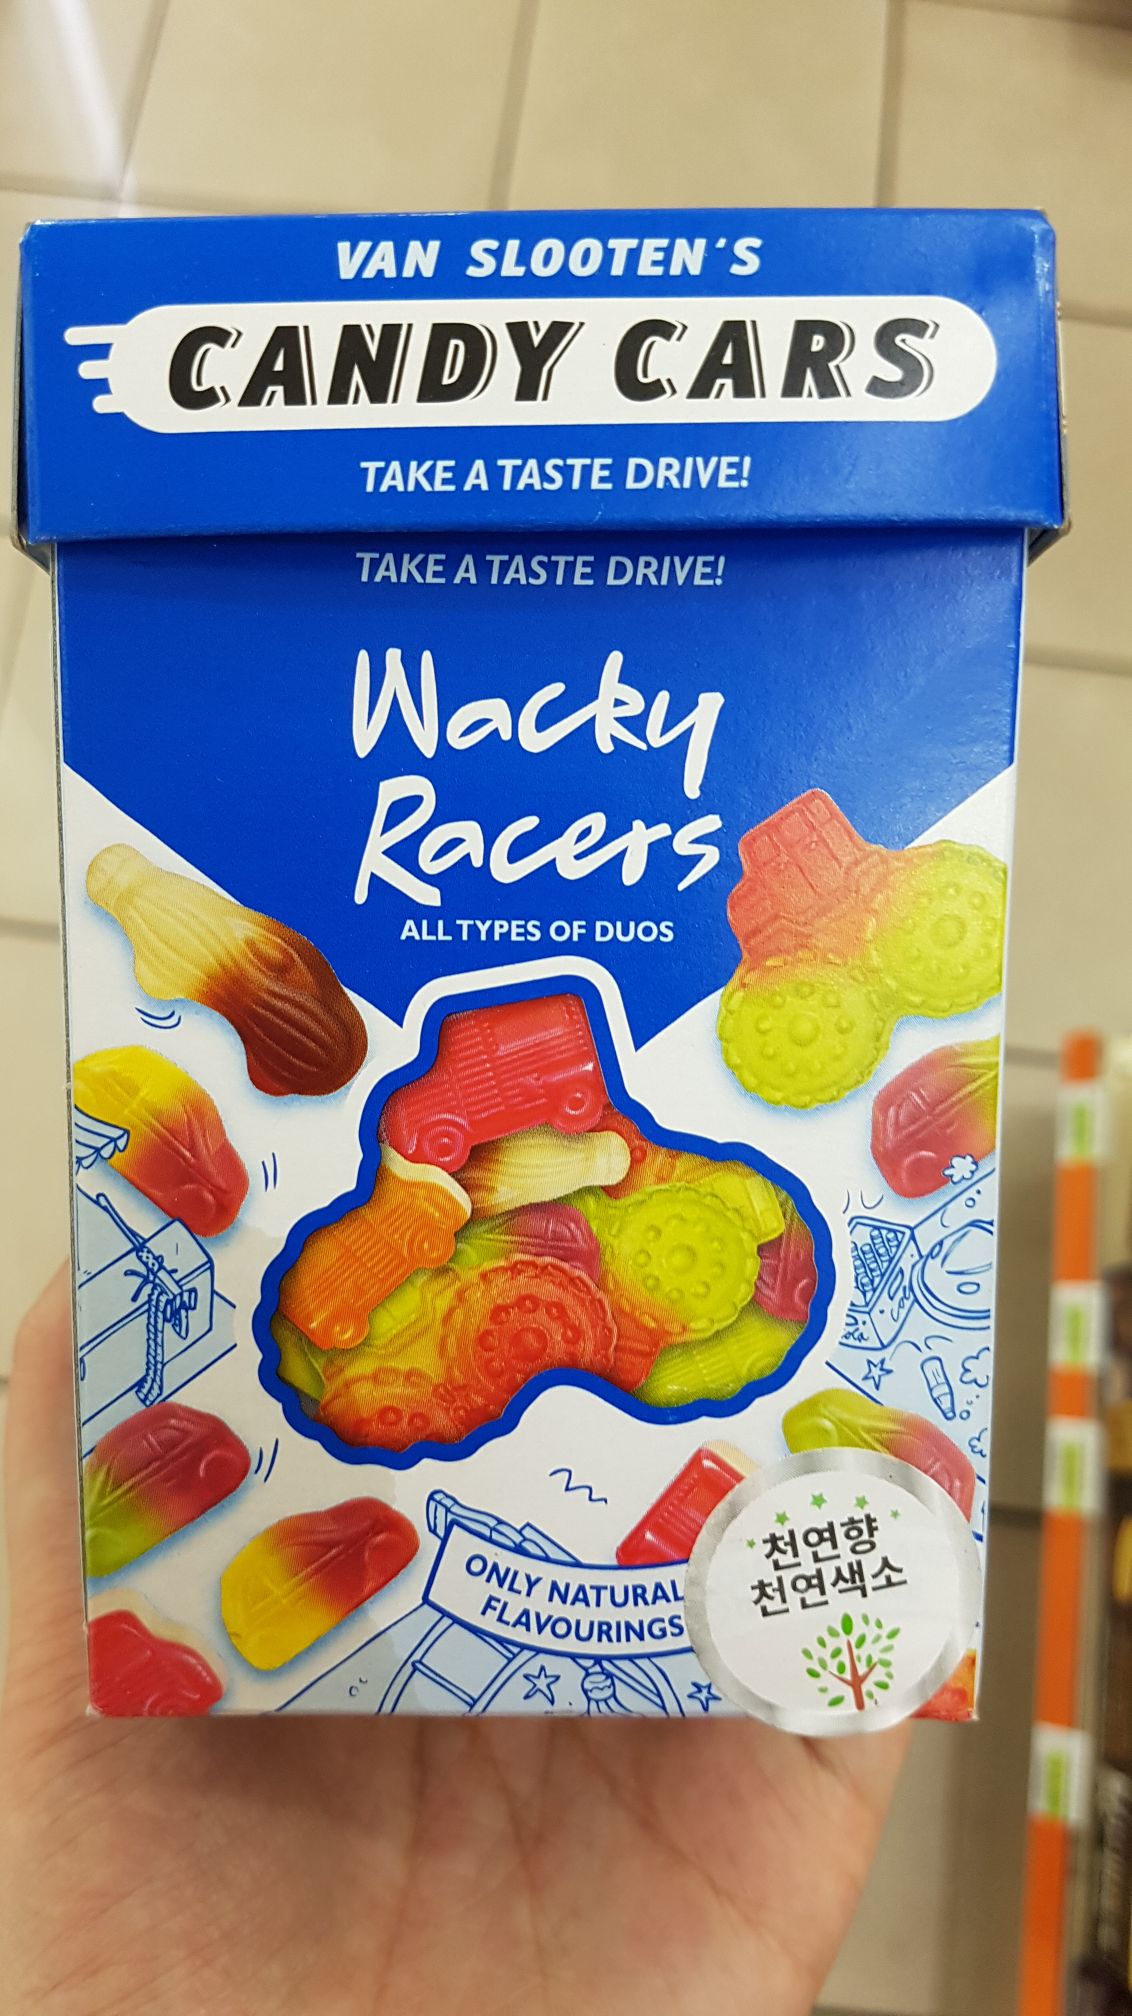 VAN SLOOTEN'S
CANDY CARS
TAKE A TASTE DRIVE!
TAKE A TASTE DRIVE!
Wacky
Racers
ALL TYPES OF DUOS
ONLY NATURAL
FLAVOURINGS
천연향
천연색소